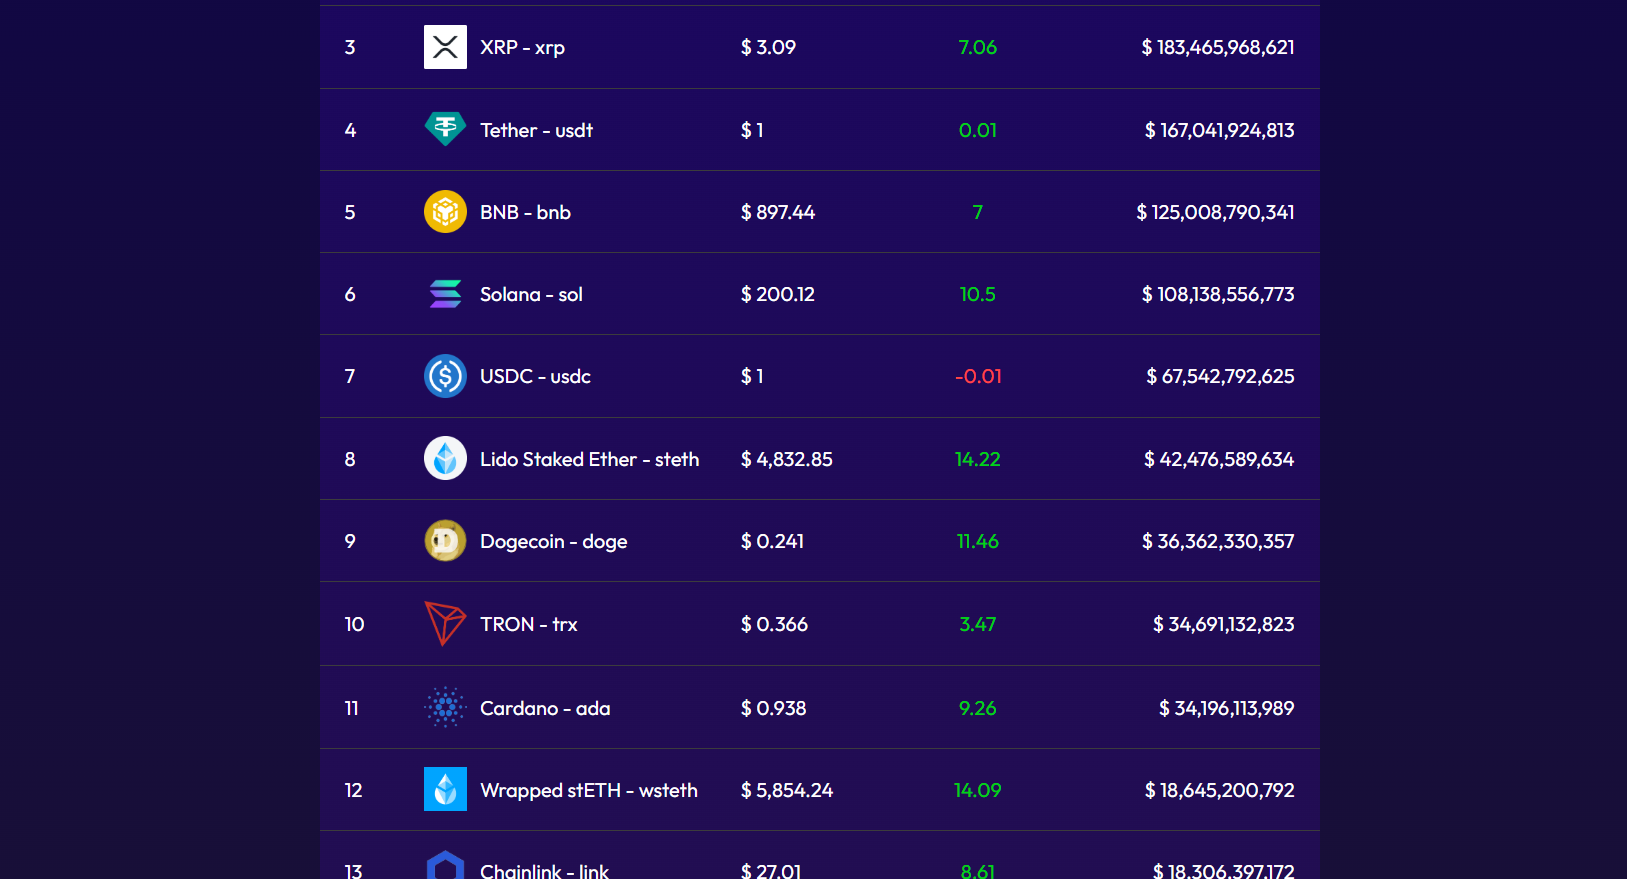 3 XRP - xrp $ 3.09 7.06 $ 183,465,968,621
4 Tether - usdt $ 1 0.01 $ 167,041,924,813
5 BNB - bnb $ 897.44 7 $ 125,008,790,341
6 Solana - sol $ 200.12 10.5 $ 108,138,556,773
7 USDC - usdc $ 1 -0.01 $ 67,542,792,625
8 Lido Staked Ether - steth $ 4,832.85 14.22 $ 42,476,589,634
9 Dogecoin - doge $ 0.241 11.46 $ 36,362,330,357
10 TRON - trx $ 0.366 3.47 $ 34,691,132,823
11 Cardano - ada $ 0.938 9.26 $ 34,196,113,989
12 Wrapped stETH - wsteth $ 5,854.24 14.09 $ 18,645,200,792
13 Chainlink - link $ 27.01 8.61 $ 18,306,397,172